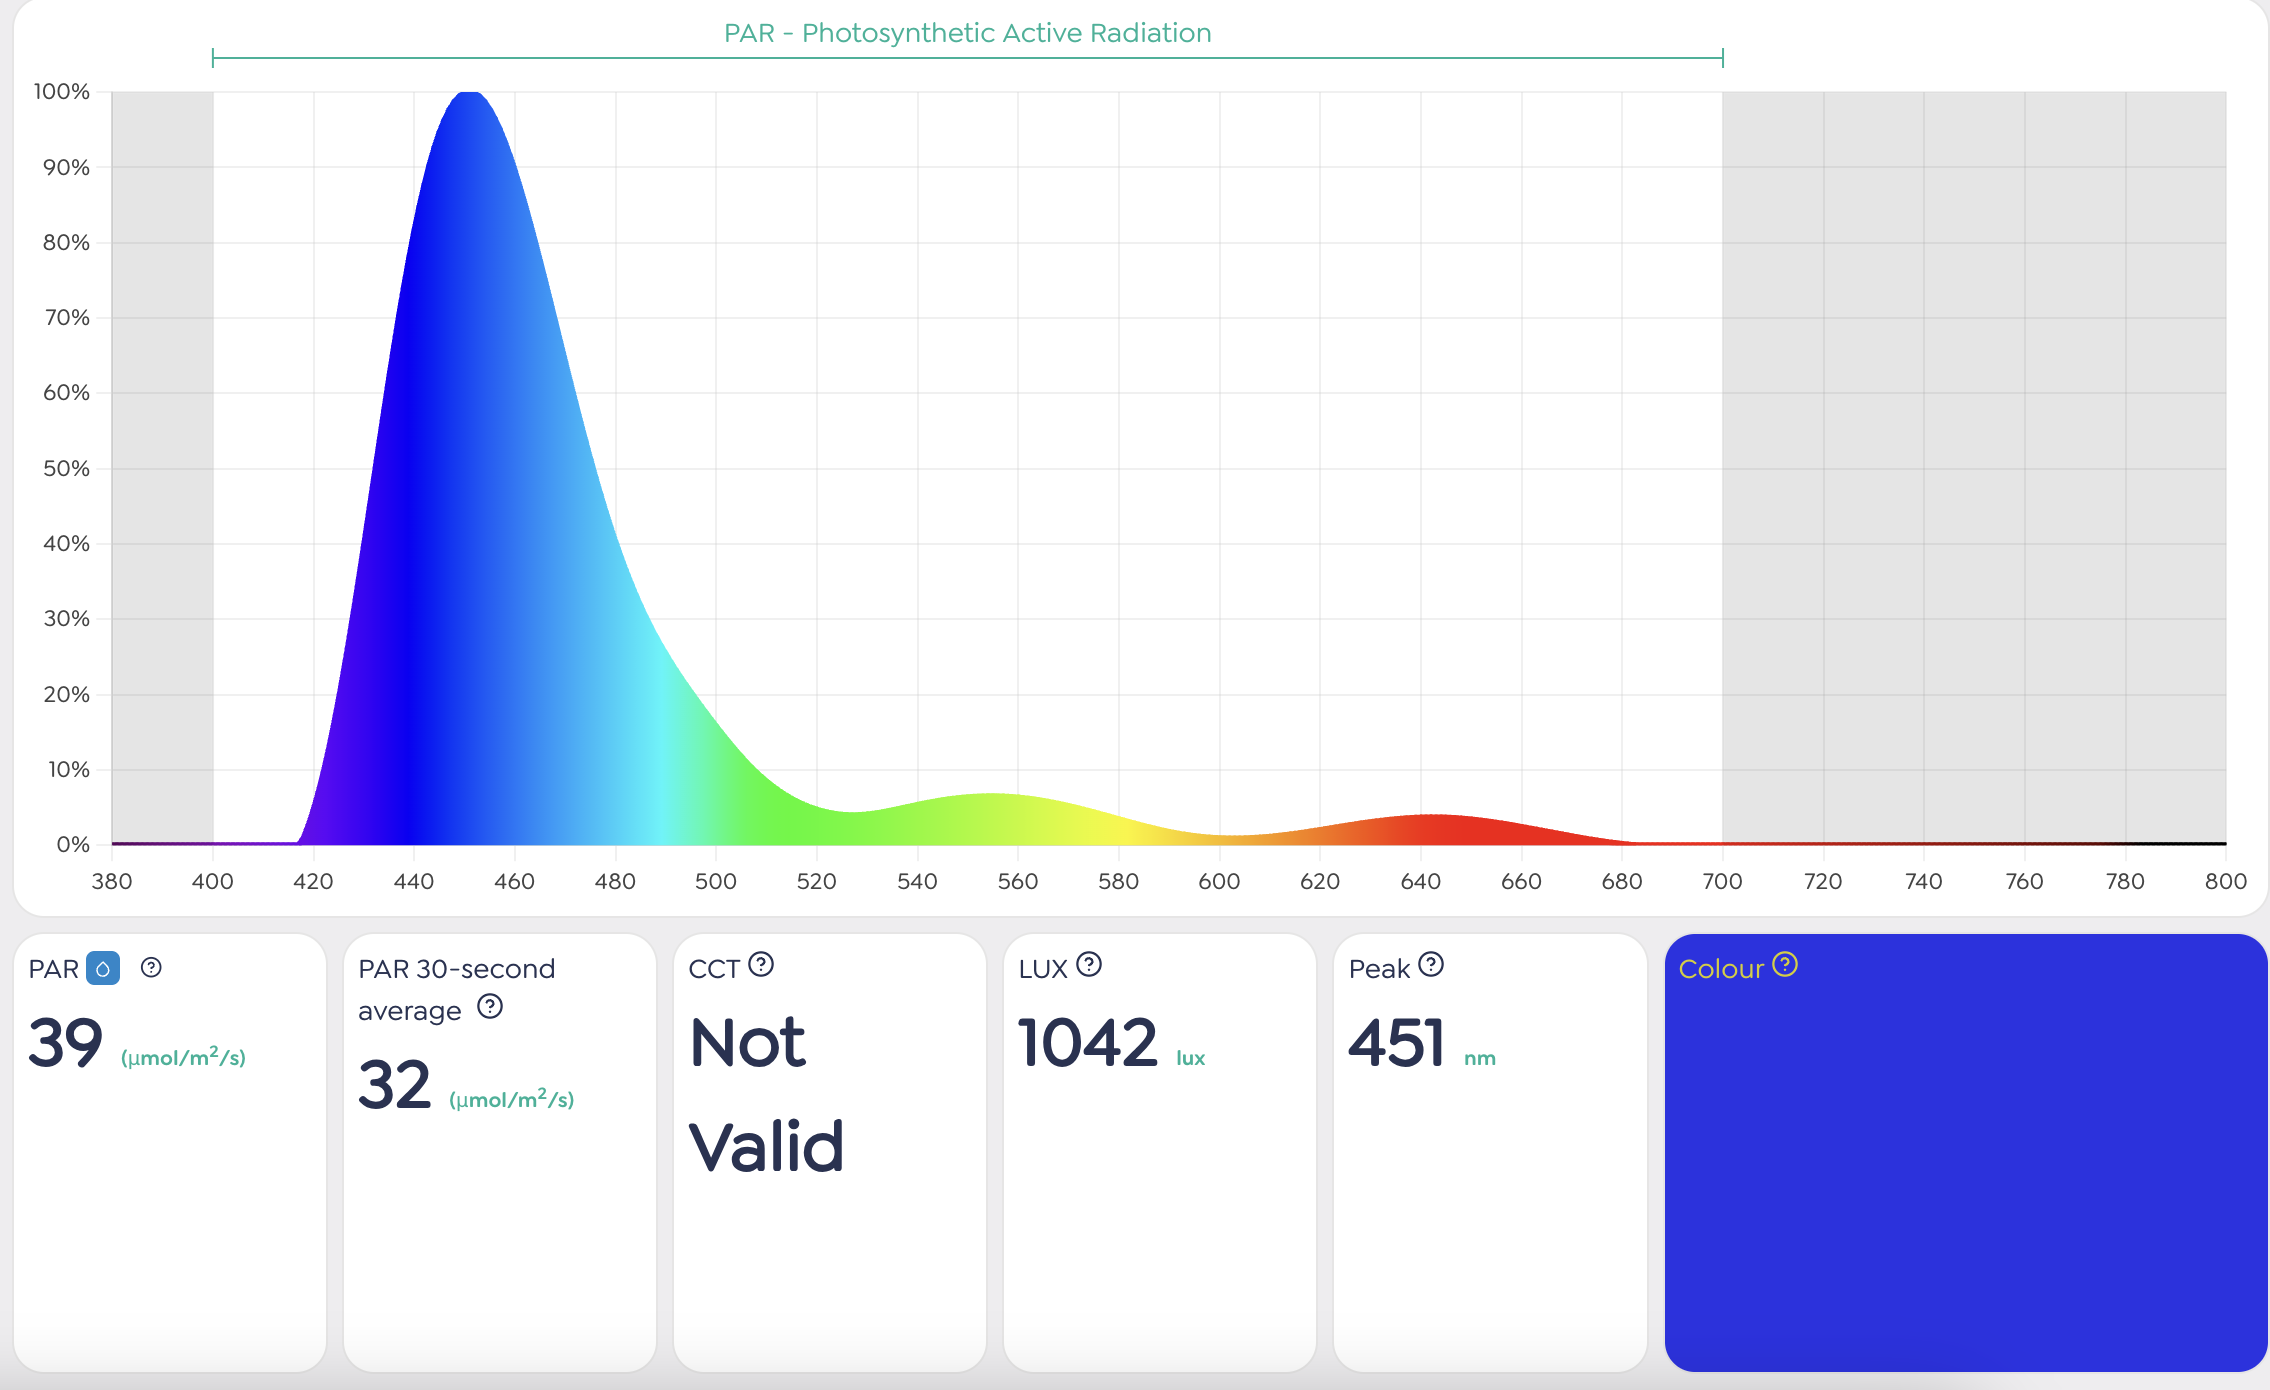 PAR - Photosynthetic Active Radiation
100%
90%
80%
70%
60%
50%
40%
30%
20%
10%
0%
380 400 420 440 460 480 500 520 540 560 580 600 620 640 660 680 700 720 740 760 780 800
PAR ?
39 (μmol/m²/s)
PAR 30-second
average ?
32 (μmol/m²/s)
CCT ?
Not
Valid
LUX ?
1042 lux
Peak ?
451 nm
Colour ?